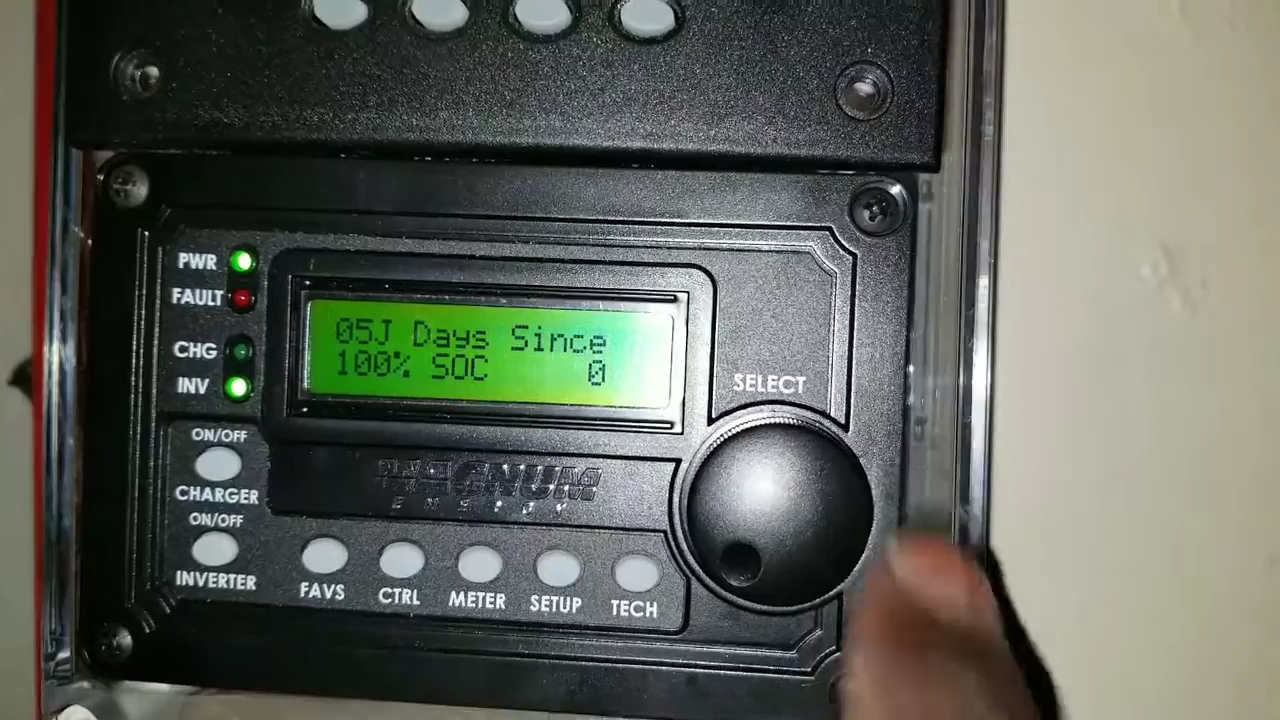 PWR
FAULT
CHG
INV
05J Days Since
100% SOC 0
SELECT
ON/OFF
CHARGER
ON/OFF
INVERTER
MAGNUM
ENERGY
FAVS
CTRL
METER
SETUP
TECH